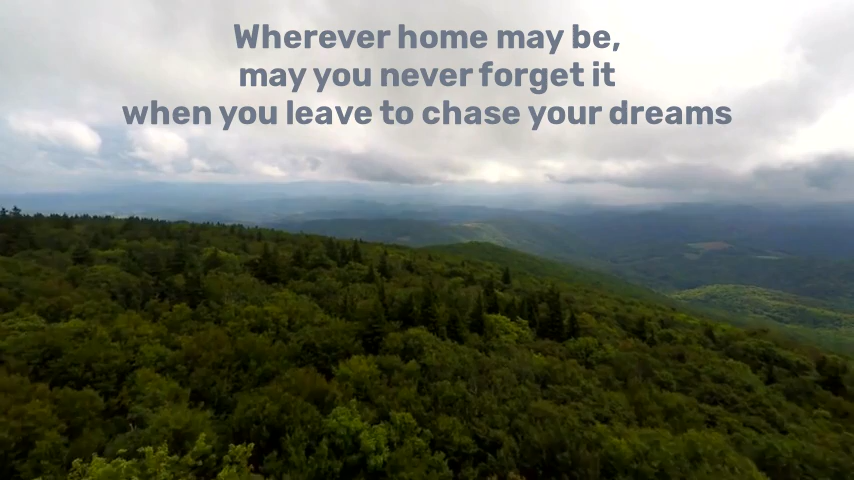 Wherever home may be,
may you never forget it
when you leave to chase your dreams